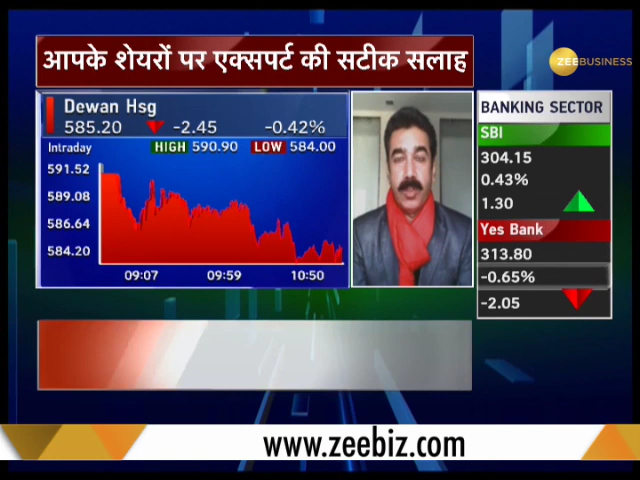 आपके शेयरों पर एक्सपर्ट की सटीक सलाह
ZEEBUSINESS
Dewan Hsg
585.20 -2.45 -0.42%
Intraday HIGH 590.90 LOW 584.00
591.52
589.08
586.64
584.20
09:07 09:59 10:50
BANKING SECTOR
SBI
304.15
0.43%
1.30
Yes Bank
313.80
-0.65%
-2.05
www.zeebiz.com